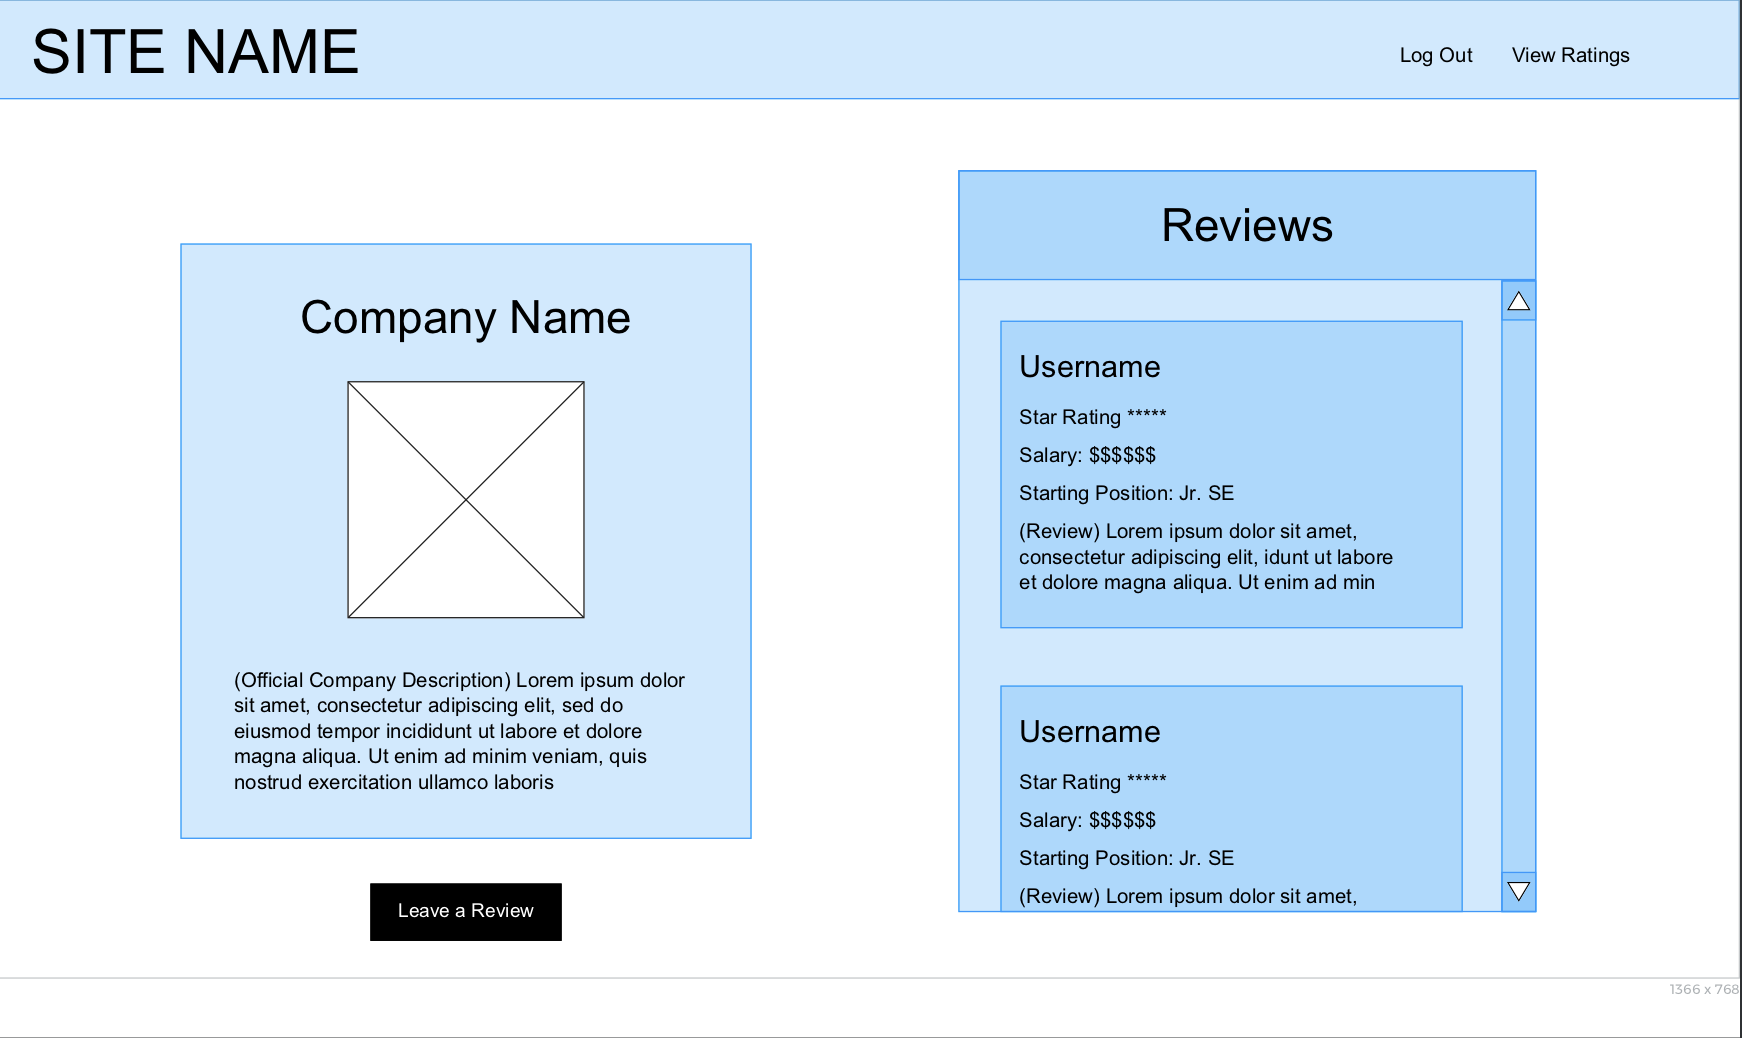 SITE NAME
Log Out
View Ratings
Company Name
(Official Company Description) Lorem ipsum dolor
sit amet, consectetur adipiscing elit, sed do
eiusmod tempor incididunt ut labore et dolore
magna aliqua. Ut enim ad minim veniam, quis
nostrud exercitation ullamco laboris
Leave a Review
Reviews
Username
Star Rating *****
Salary: $$$$$$
Starting Position: Jr. SE
(Review) Lorem ipsum dolor sit amet,
consectetur adipiscing elit, idunt ut labore
et dolore magna aliqua. Ut enim ad min
Username
Star Rating *****
Salary: $$$$$$
Starting Position: Jr. SE
(Review) Lorem ipsum dolor sit amet,
1366 x 768